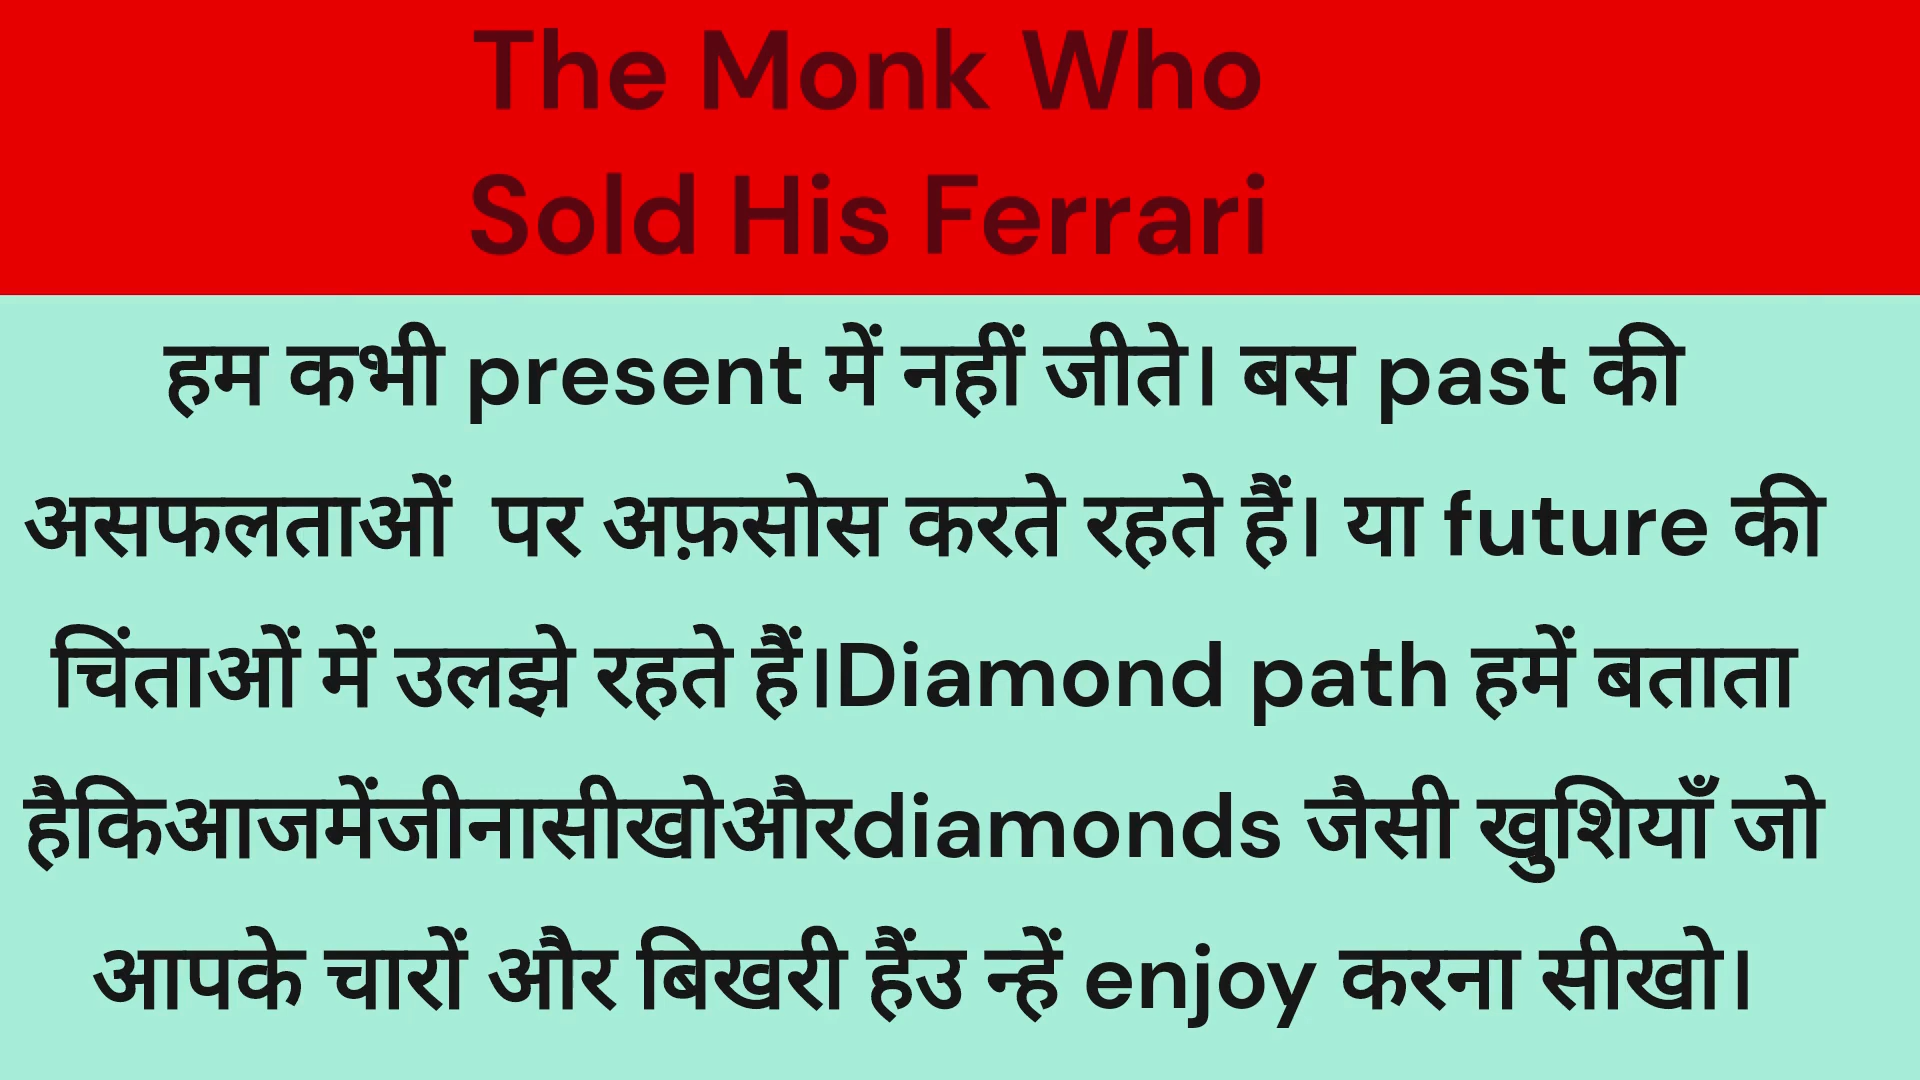 The Monk Who
Sold His Ferrari
हम कभी present में नहीं जीते। बस past की
असफलताओं  पर अफ़सोस करते रहते हैं। या future की
चिंताओं में उलझे रहते हैं।Diamond path हमें बताता
हैकिआजमेंजीनासीखोऔरdiamonds जैसी खुशियाँ जो
आपके चारों और बिखरी हैंउ न्हें enjoy करना सीखो।